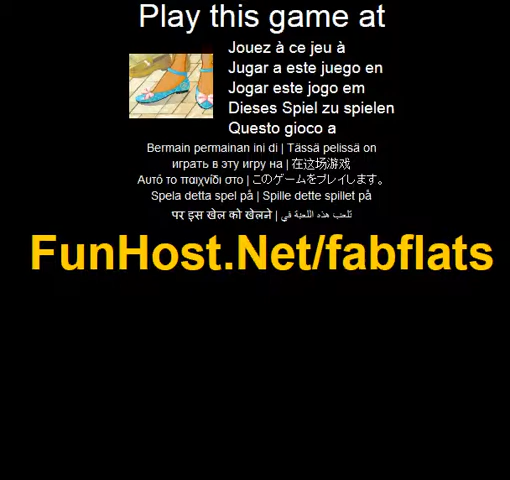 Play this game at
Jouez à ce jeu à
Jugar a este juego en
Jogar este jogo em
Dieses Spiel zu spielen
Questo gioco a
Bermain permainan ini di | Tässä pelissä on
играть в эту игру на | 在这场游戏
Αυτό το παιχνίδι στο | このゲームをプレイします。
Spela detta spel på | Spille dette spillet på
पर इस खेल को खेलने | تلعب هذه اللعبة في
FunHost.Net/fabflats